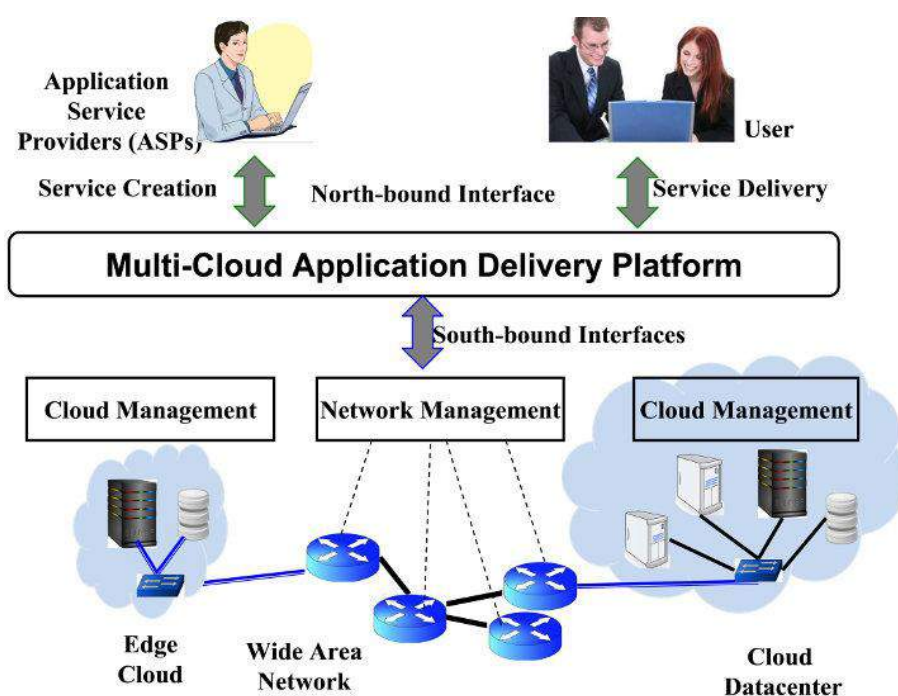 Application
Service
Providers (ASPs)
User
Service Creation
North-bound Interface
Service Delivery
Multi-Cloud Application Delivery Platform
South-bound Interfaces
Cloud Management
Network Management
Cloud Management
Edge
Cloud
Wide Area
Network
Cloud
Datacenter